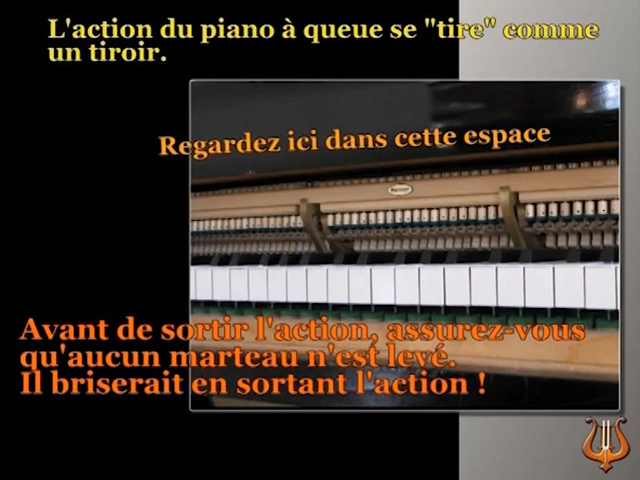 L'action du piano à queue se "tire" comme
un tiroir.
Regardez ici dans cette espace
Avant de sortir l'action, assurez-vous
qu'aucun marteau n'est levé.
Il briserait en sortant l'action !